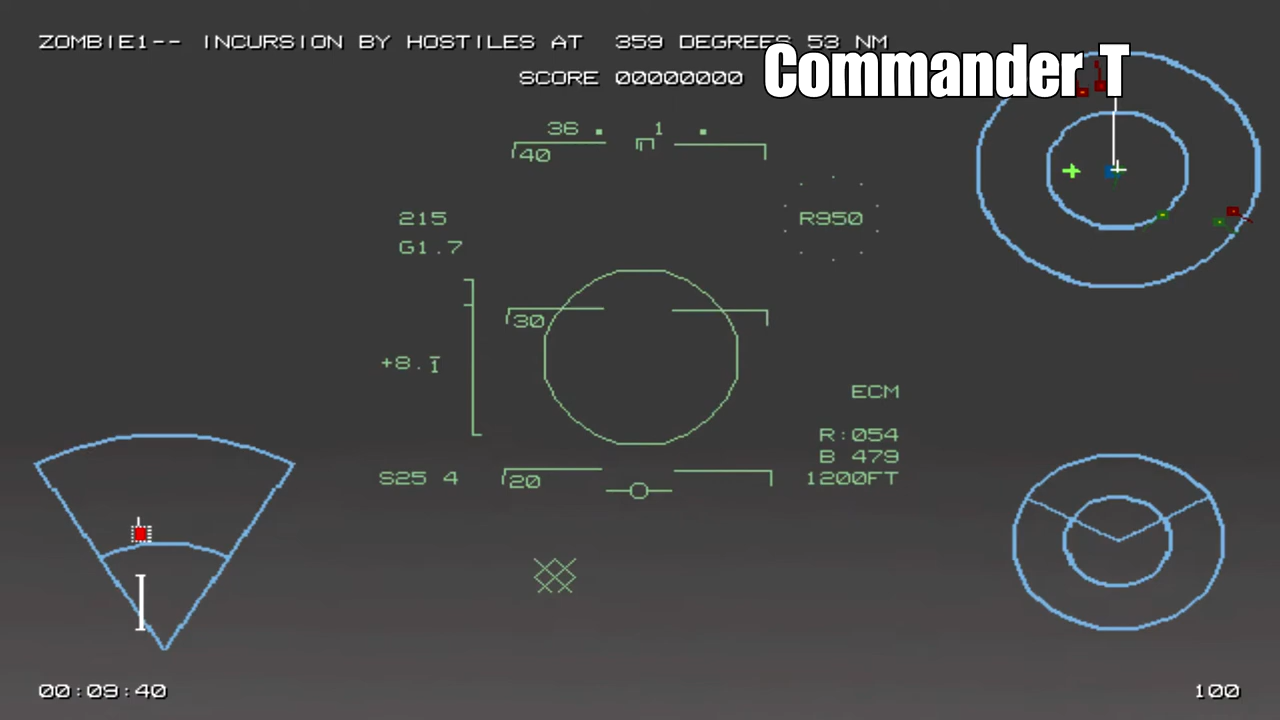 ZOMBIE1-- INCURSION BY HOSTILES AT 359 DEGREES 53 NM
SCORE 00000000
Commander T
36 1
40
215
R950
G1.7
30
+8.1
ECM
R:054
B 479
S25 4
20
1200FT
00:09:40
100